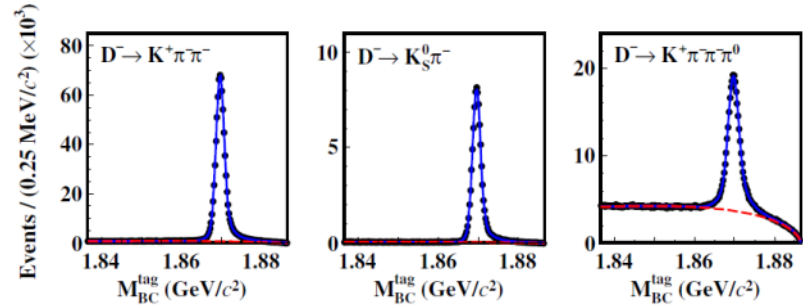 Events / (0.25 MeV/c²) (×10³)
80
60
40
20
0
D⁻→ K⁺π⁻π⁻
1.84 1.86 1.88
M_BC^tag (GeV/c²)
10
5
0
D⁻→ K_S^0π⁻
1.84 1.86 1.88
M_BC^tag (GeV/c²)
20
10
0
D⁻→ K⁺π⁻π⁻π⁰
1.84 1.86 1.88
M_BC^tag (GeV/c²)